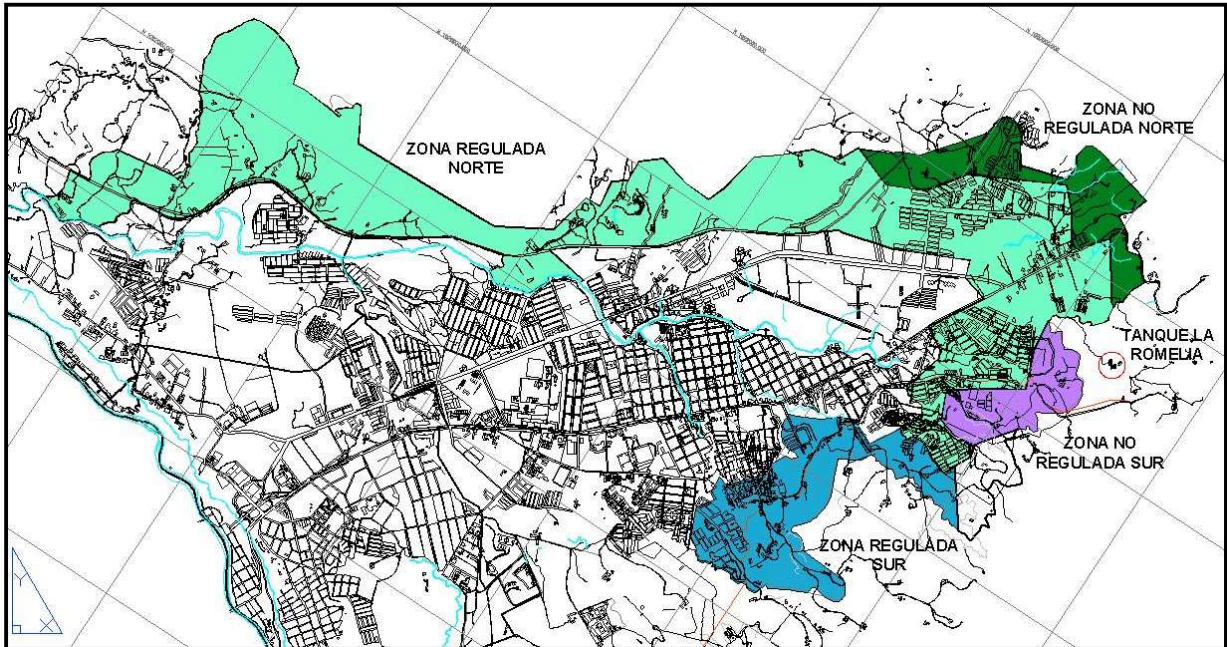 ZONA REGULADA
NORTE
ZONA NO
REGULADA NORTE
TANQUE LA
ROMELIA
ZONA NO
REGULADA SUR
ZONA REGULADA
SUR
Y
X